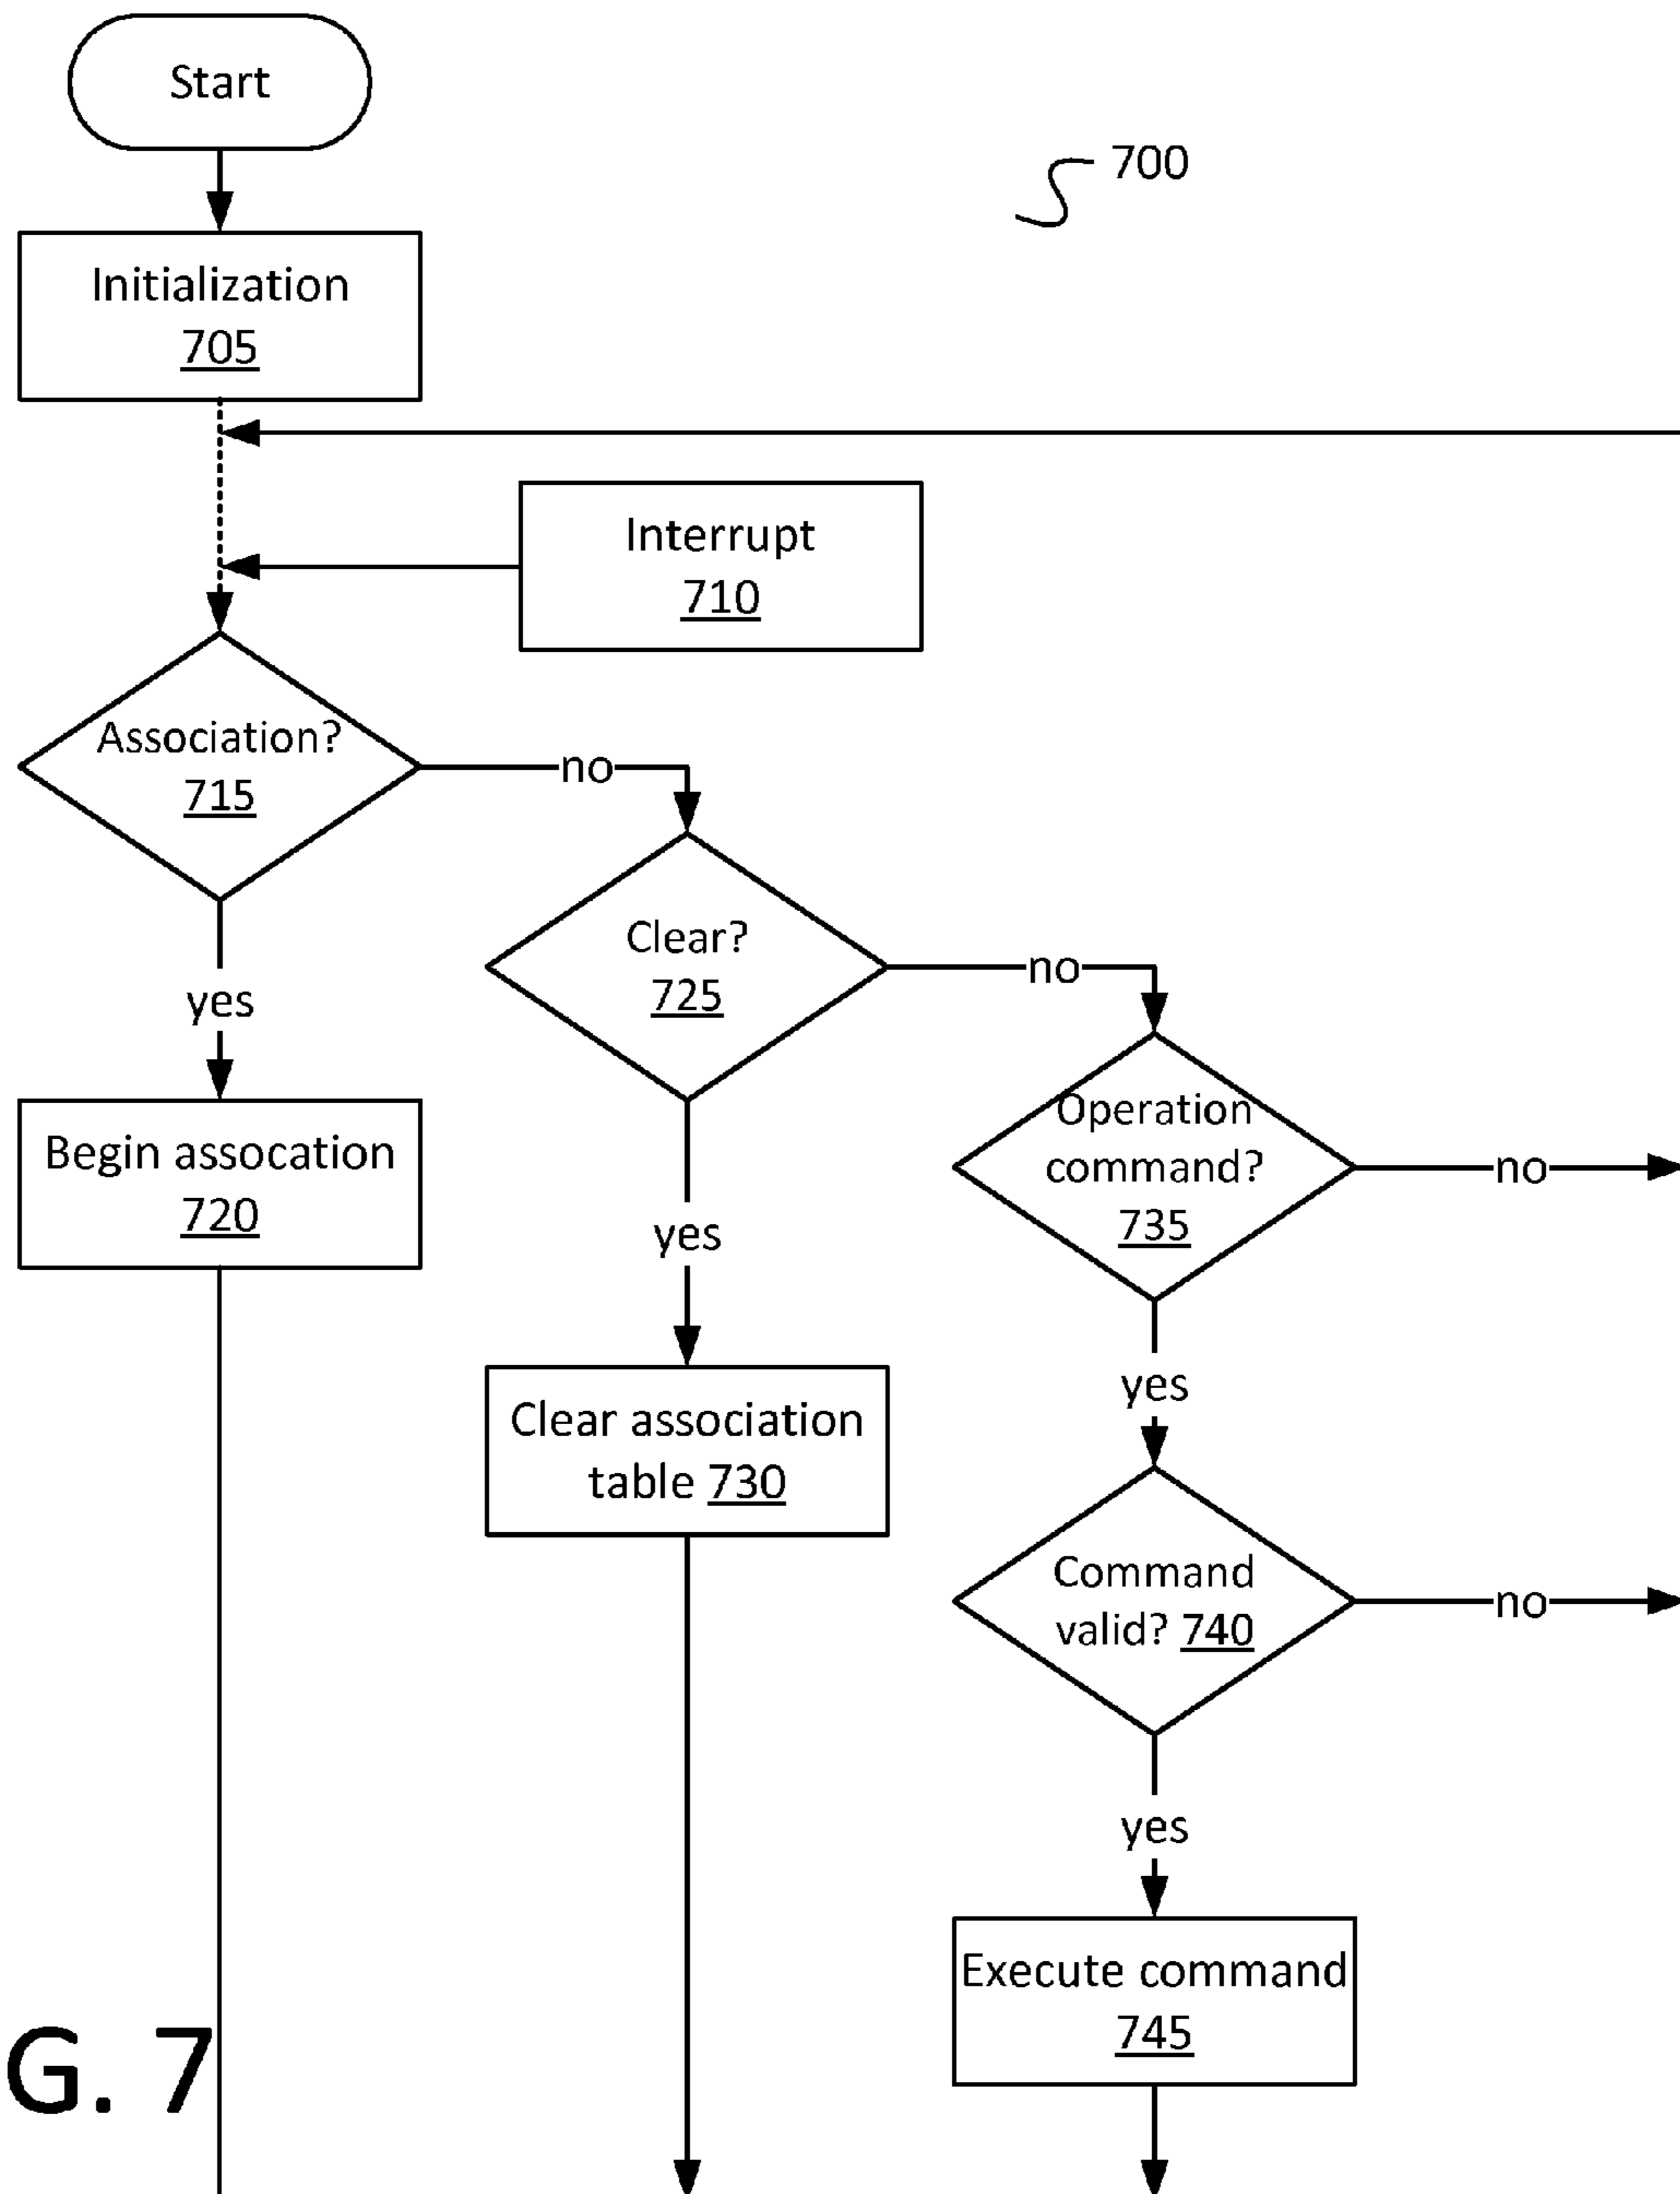 Start
700
Initialization
705
Interrupt
710
Association?
715
no
Clear?
725
no
yes
Operation
command?
735
no
Begin assocation
720
yes
yes
Clear association
table 730
Command
valid? 740
no
yes
Execute command
745
G. 7